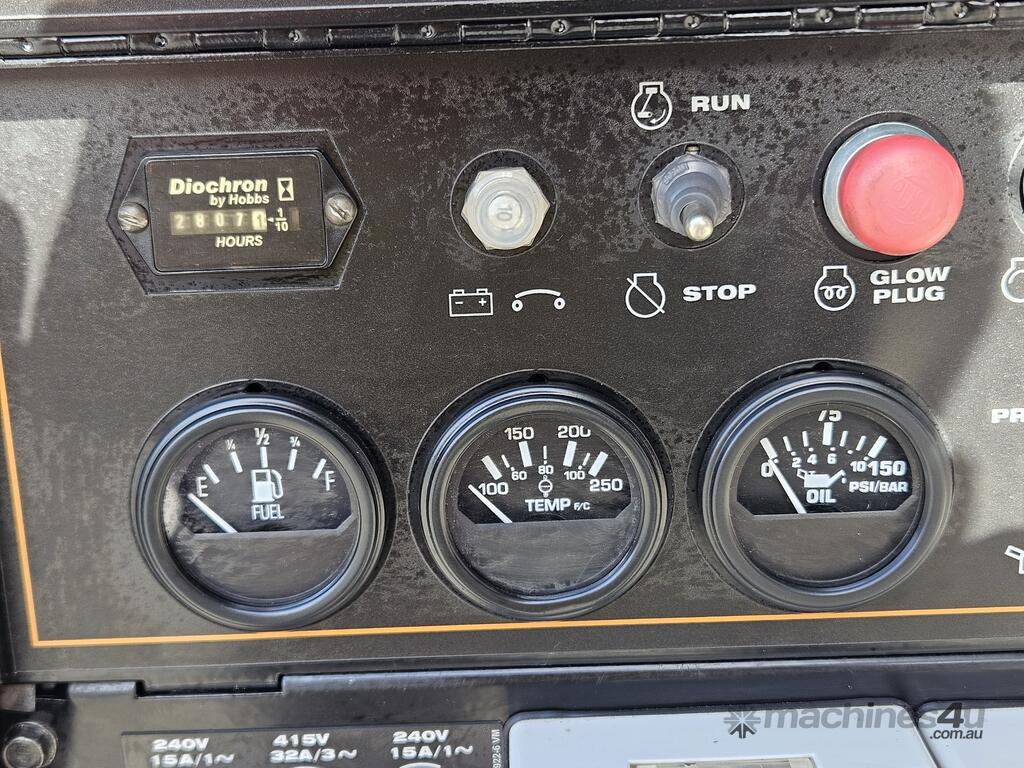 RUN
Diochron
by Hobbs
28071 1/10
HOURS
10
STOP
GLOW
PLUG
E ¼ ½ ¾ F
FUEL
100 150 200 250
60 80 100
TEMP F/C
0 75 150
2 4 6 10
OIL PSI/BAR
240V
15A/1~
415V
32A/3~
240V
15A/1~
machines4u
.com.au